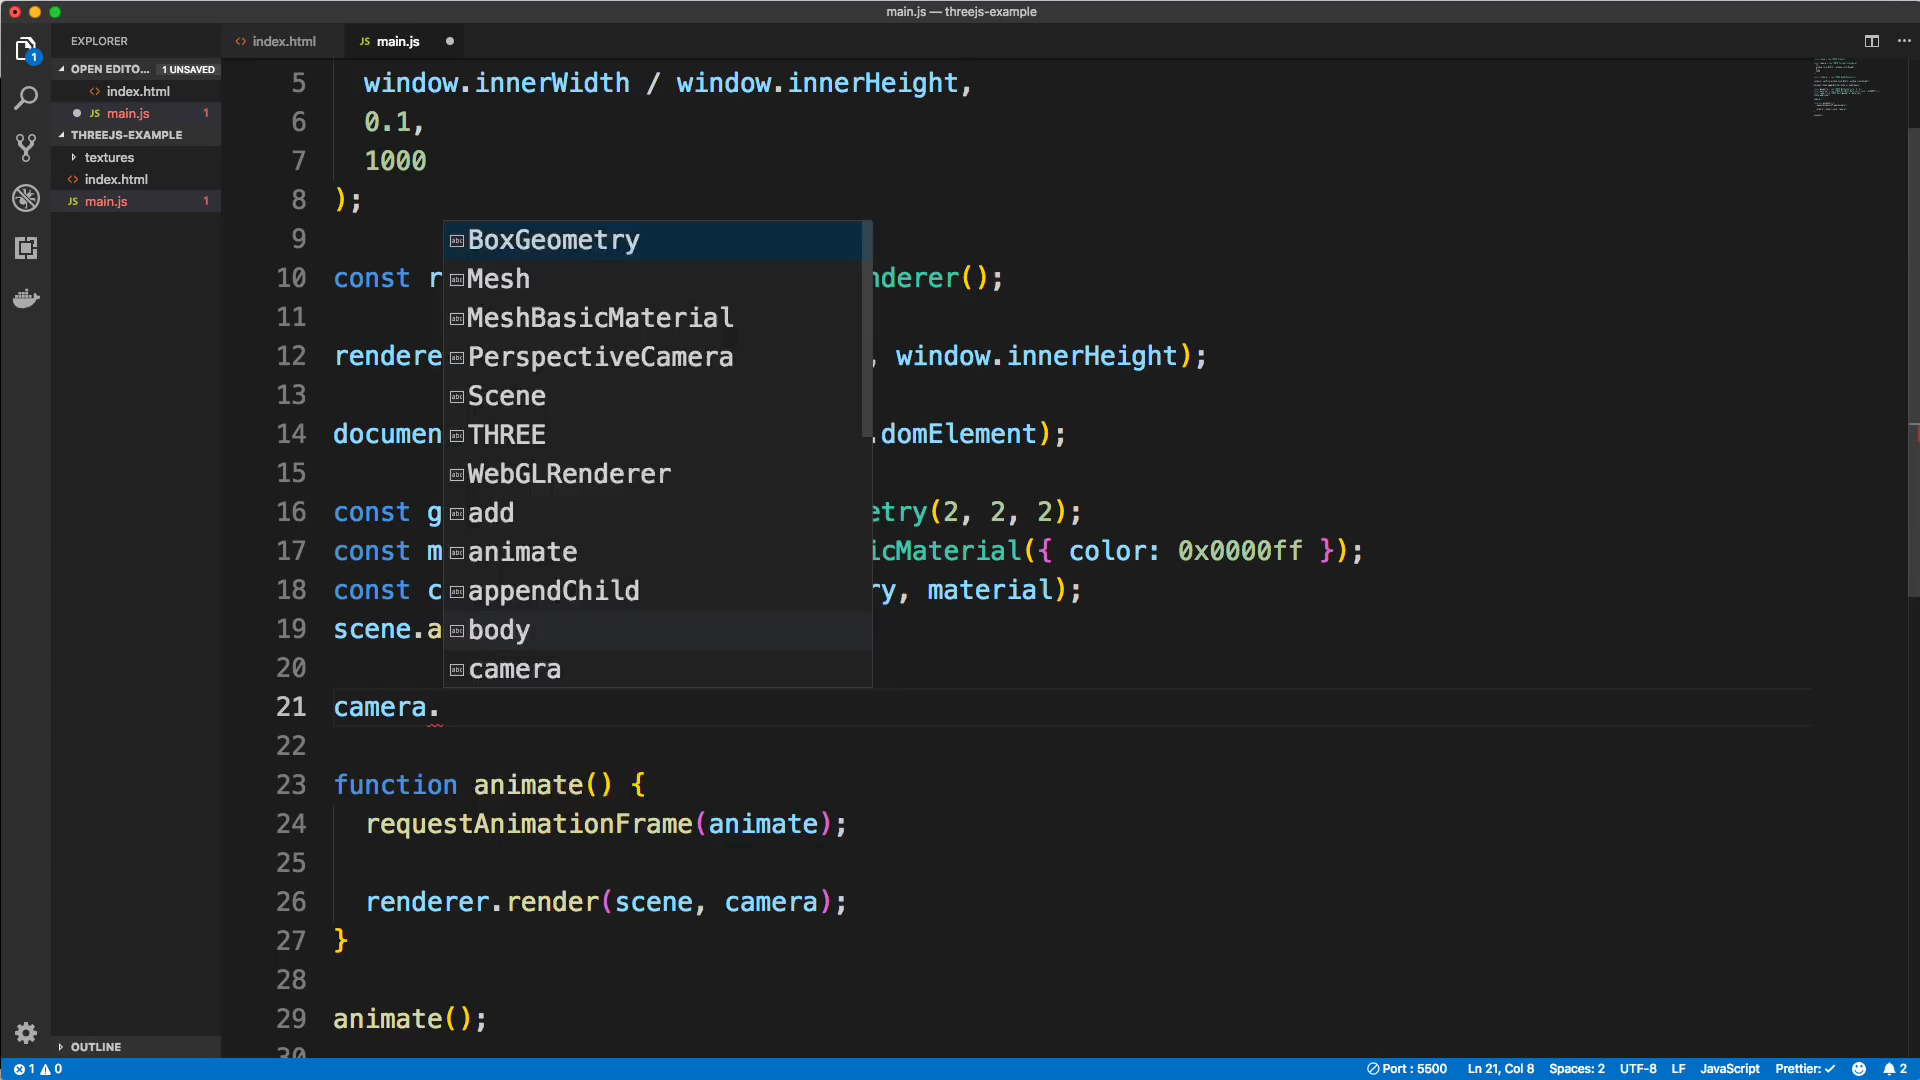 main.js — threejs-example
EXPLORER
OPEN EDITO... 1 UNSAVED
index.html
main.js 1
THREEJS-EXAMPLE
textures
index.html
JS main.js 1
OUTLINE
index.html
JS main.js
5 window.innerWidth / window.innerHeight,
6 0.1,
7 1000
8 );
9
10 const r nderer();
11
12 rendere , window.innerHeight);
13
14 documen .domElement);
15
16 const g etry(2, 2, 2);
17 const m icMaterial({ color: 0x0000ff });
18 const c ry, material);
19 scene.a
20
21 camera.
22
23 function animate() {
24 requestAnimationFrame(animate);
25
26 renderer.render(scene, camera);
27 }
28
29 animate();
30
BoxGeometry
Mesh
MeshBasicMaterial
PerspectiveCamera
Scene
THREE
WebGLRenderer
add
animate
appendChild
body
camera
1 0
Port : 5500 Ln 21, Col 8 Spaces: 2 UTF-8 LF JavaScript Prettier: ✓ 2